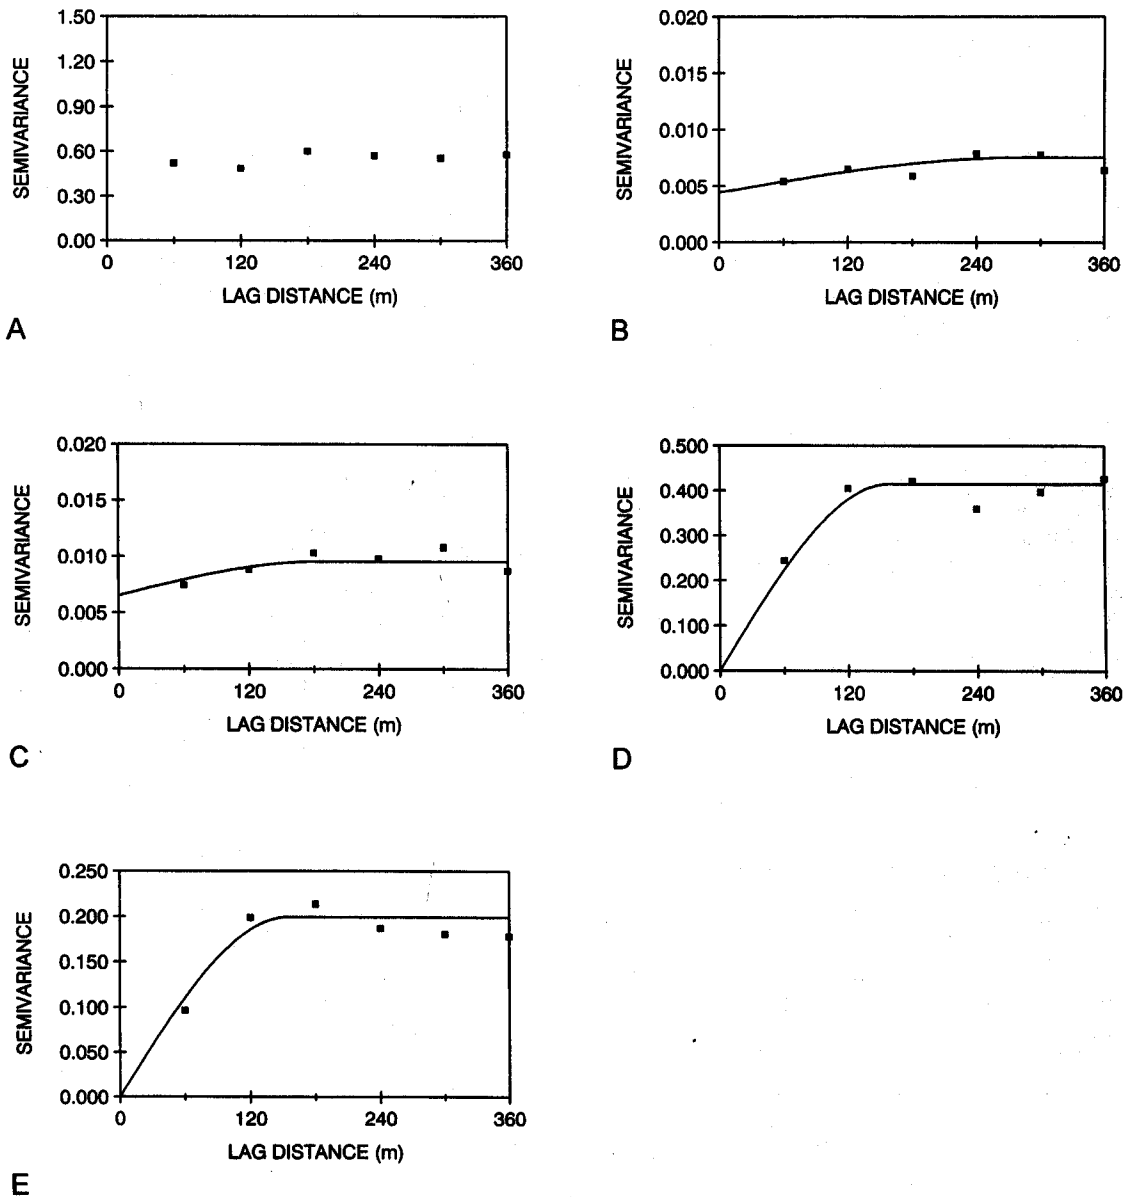 1.50
1.20
0.90
0.60
0.30
0.00
SEMIVARIANCE
0 120 240 360
LAG DISTANCE (m)
A
0.020
0.015
0.010
0.005
0.000
SEMIVARIANCE
0 120 240 360
LAG DISTANCE (m)
B
0.020
0.015
0.010
0.005
0.000
SEMIVARIANCE
0 120 240 360
LAG DISTANCE (m)
C
0.500
0.400
0.300
0.200
0.100
0.000
SEMIVARIANCE
0 120 240 360
LAG DISTANCE (m)
D
0.250
0.200
0.150
0.100
0.050
0.000
SEMIVARIANCE
0 120 240 360
LAG DISTANCE (m)
E